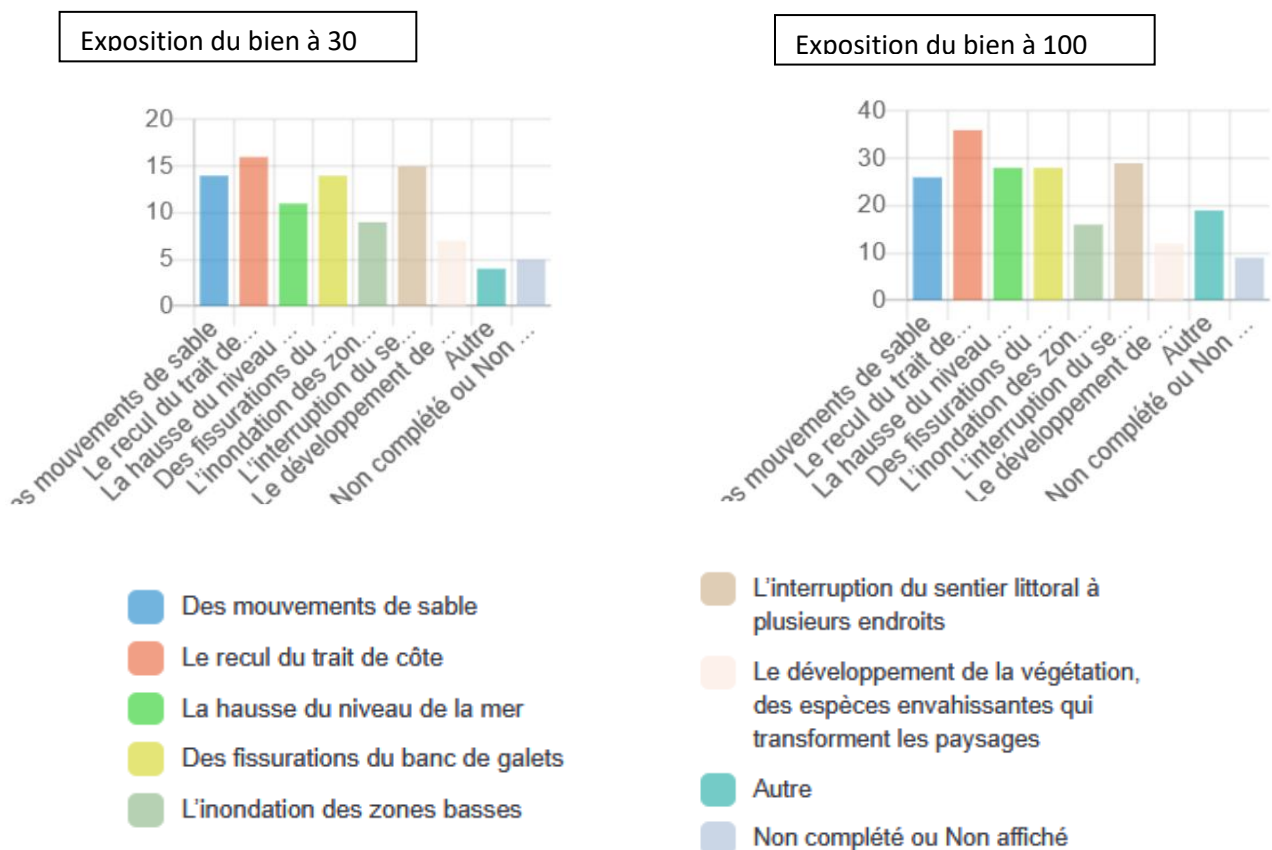 Exposition du bien à 30
Exposition du bien à 100
20
15
10
5
0
es mouvements de sable
Le recul du trait de...
La hausse du niveau ...
Des fissurations du ...
L'inondation des zon...
L'interruption du se...
Le développement de ...
Autre
Non complété ou Non ...
40
30
20
10
0
es mouvements de sable
Le recul du trait de...
La hausse du niveau ...
Des fissurations du ...
L'inondation des zon...
L'interruption du se...
Le développement de ...
Autre
Non complété ou Non ...
Des mouvements de sable
Le recul du trait de côte
La hausse du niveau de la mer
Des fissurations du banc de galets
L'inondation des zones basses
L'interruption du sentier littoral à
plusieurs endroits
Le développement de la végétation,
des espèces envahissantes qui
transforment les paysages
Autre
Non complété ou Non affiché